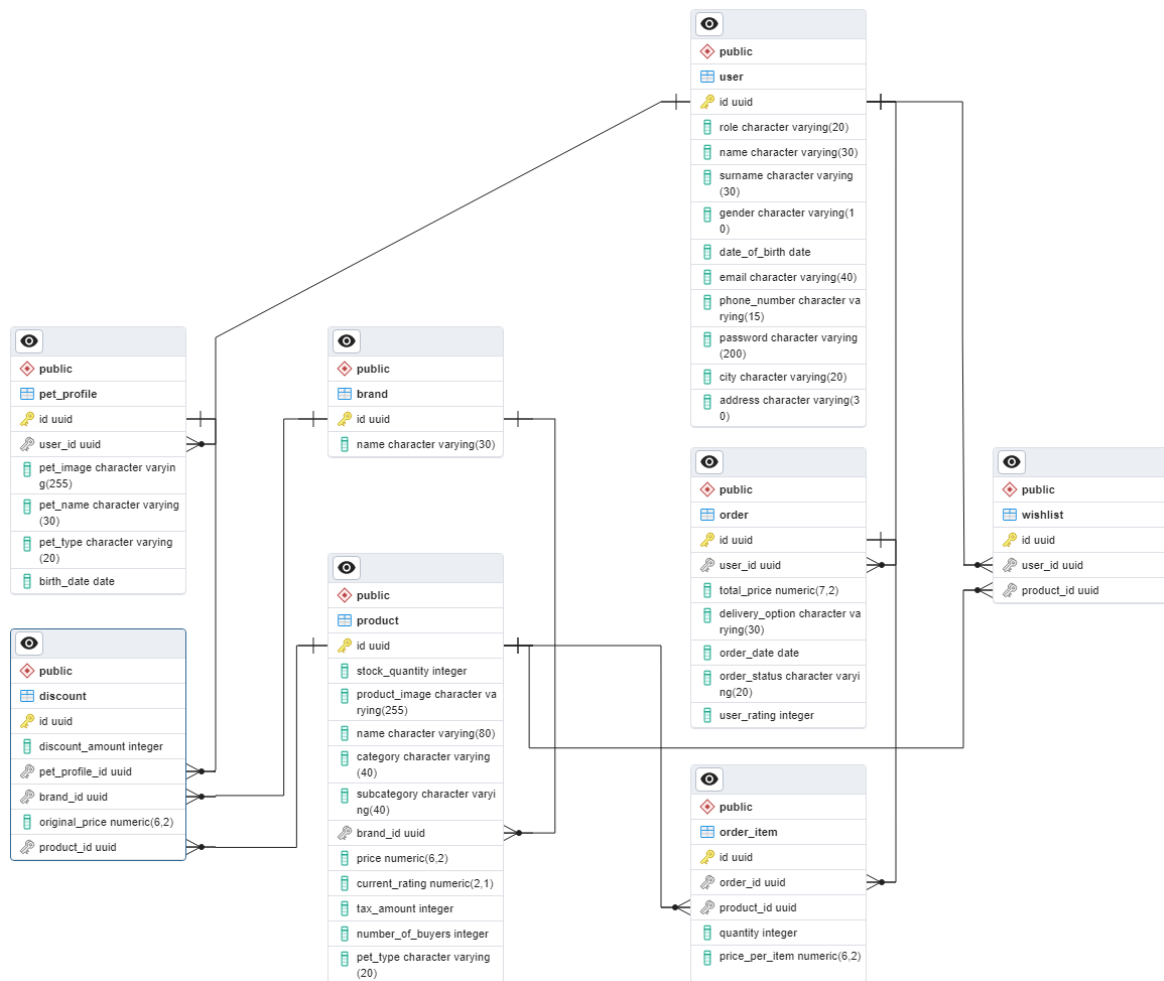 public
user
id uuid
role character varying(20)
name character varying(30)
surname character varying
(30)
gender character varying(1
0)
date_of_birth date
email character varying(40)
phone_number character va
rying(15)
password character varying
(200)
city character varying(20)
address character varying(3
0)
public
pet_profile
id uuid
user_id uuid
pet_image character varyin
g(255)
pet_name character varying
(30)
pet_type character varying
(20)
birth_date date
public
brand
id uuid
name character varying(30)
public
order
id uuid
user_id uuid
total_price numeric(7,2)
delivery_option character va
rying(30)
order_date date
order_status character varyi
ng(20)
user_rating integer
public
wishlist
id uuid
user_id uuid
product_id uuid
public
discount
id uuid
discount_amount integer
pet_profile_id uuid
brand_id uuid
original_price numeric(6,2)
product_id uuid
public
product
id uuid
stock_quantity integer
product_image character va
rying(255)
name character varying(80)
category character varying
(40)
subcategory character varyi
ng(40)
brand_id uuid
price numeric(6,2)
current_rating numeric(2,1)
tax_amount integer
number_of_buyers integer
pet_type character varying
(20)
public
order_item
id uuid
order_id uuid
product_id uuid
quantity integer
price_per_item numeric(6,2)